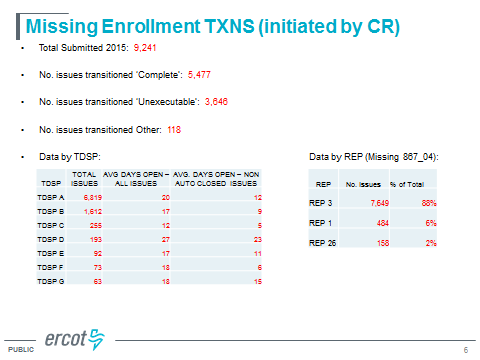 Missing Enrollment TXNS (initiated by CR)
• Total Submitted 2015: 9,241
• No. issues transitioned 'Complete': 5,477
• No. issues transitioned 'Unexecutable': 3,646
• No. issues transitioned Other: 118
• Data by TDSP:
TDSP TOTAL ISSUES AVG DAYS OPEN – ALL ISSUES AVG. DAYS OPEN – NON AUTO CLOSED ISSUES
TDSP A 6,819 20 12
TDSP B 1,612 17 9
TDSP C 255 12 5
TDSP D 193 27 23
TDSP E 92 17 11
TDSP F 73 18 6
TDSP G 63 18 15
Data by REP (Missing 867_04):
REP No. Issues % of Total
REP 3 7,649 88%
REP 1 484 6%
REP 26 158 2%
PUBLIC
ercot
6